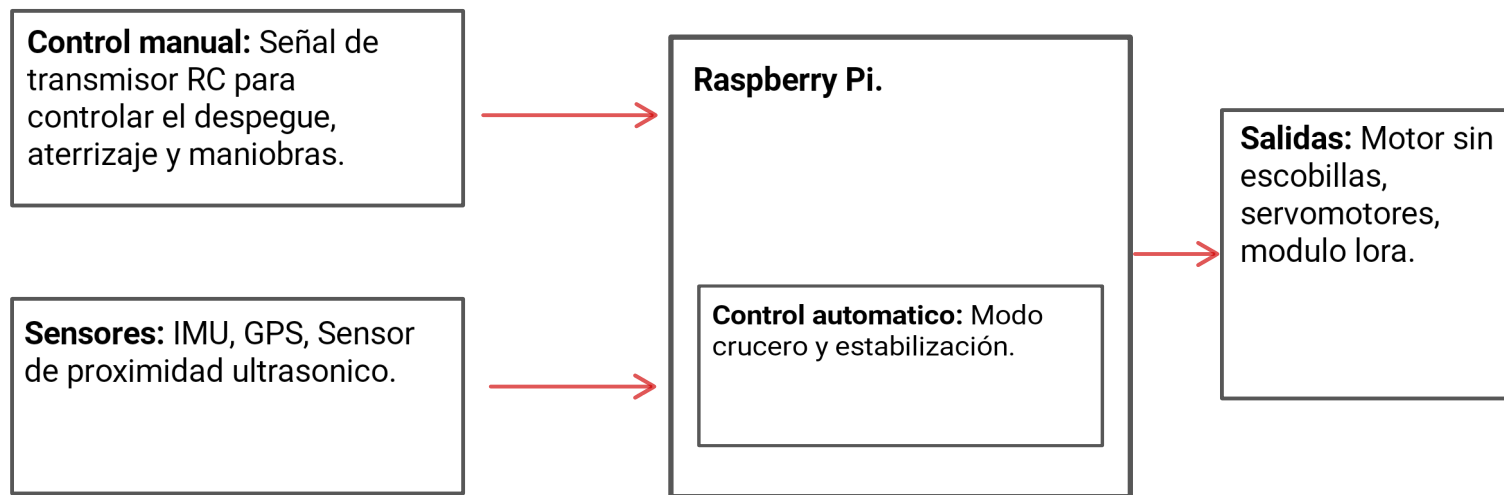 Control manual: Señal de
transmisor RC para
controlar el despegue,
aterrizaje y maniobras.
Sensores: IMU, GPS, Sensor
de proximidad ultrasonico.
Raspberry Pi.
Control automatico: Modo
crucero y estabilización.
Salidas: Motor sin
escobillas,
servomotores,
modulo lora.